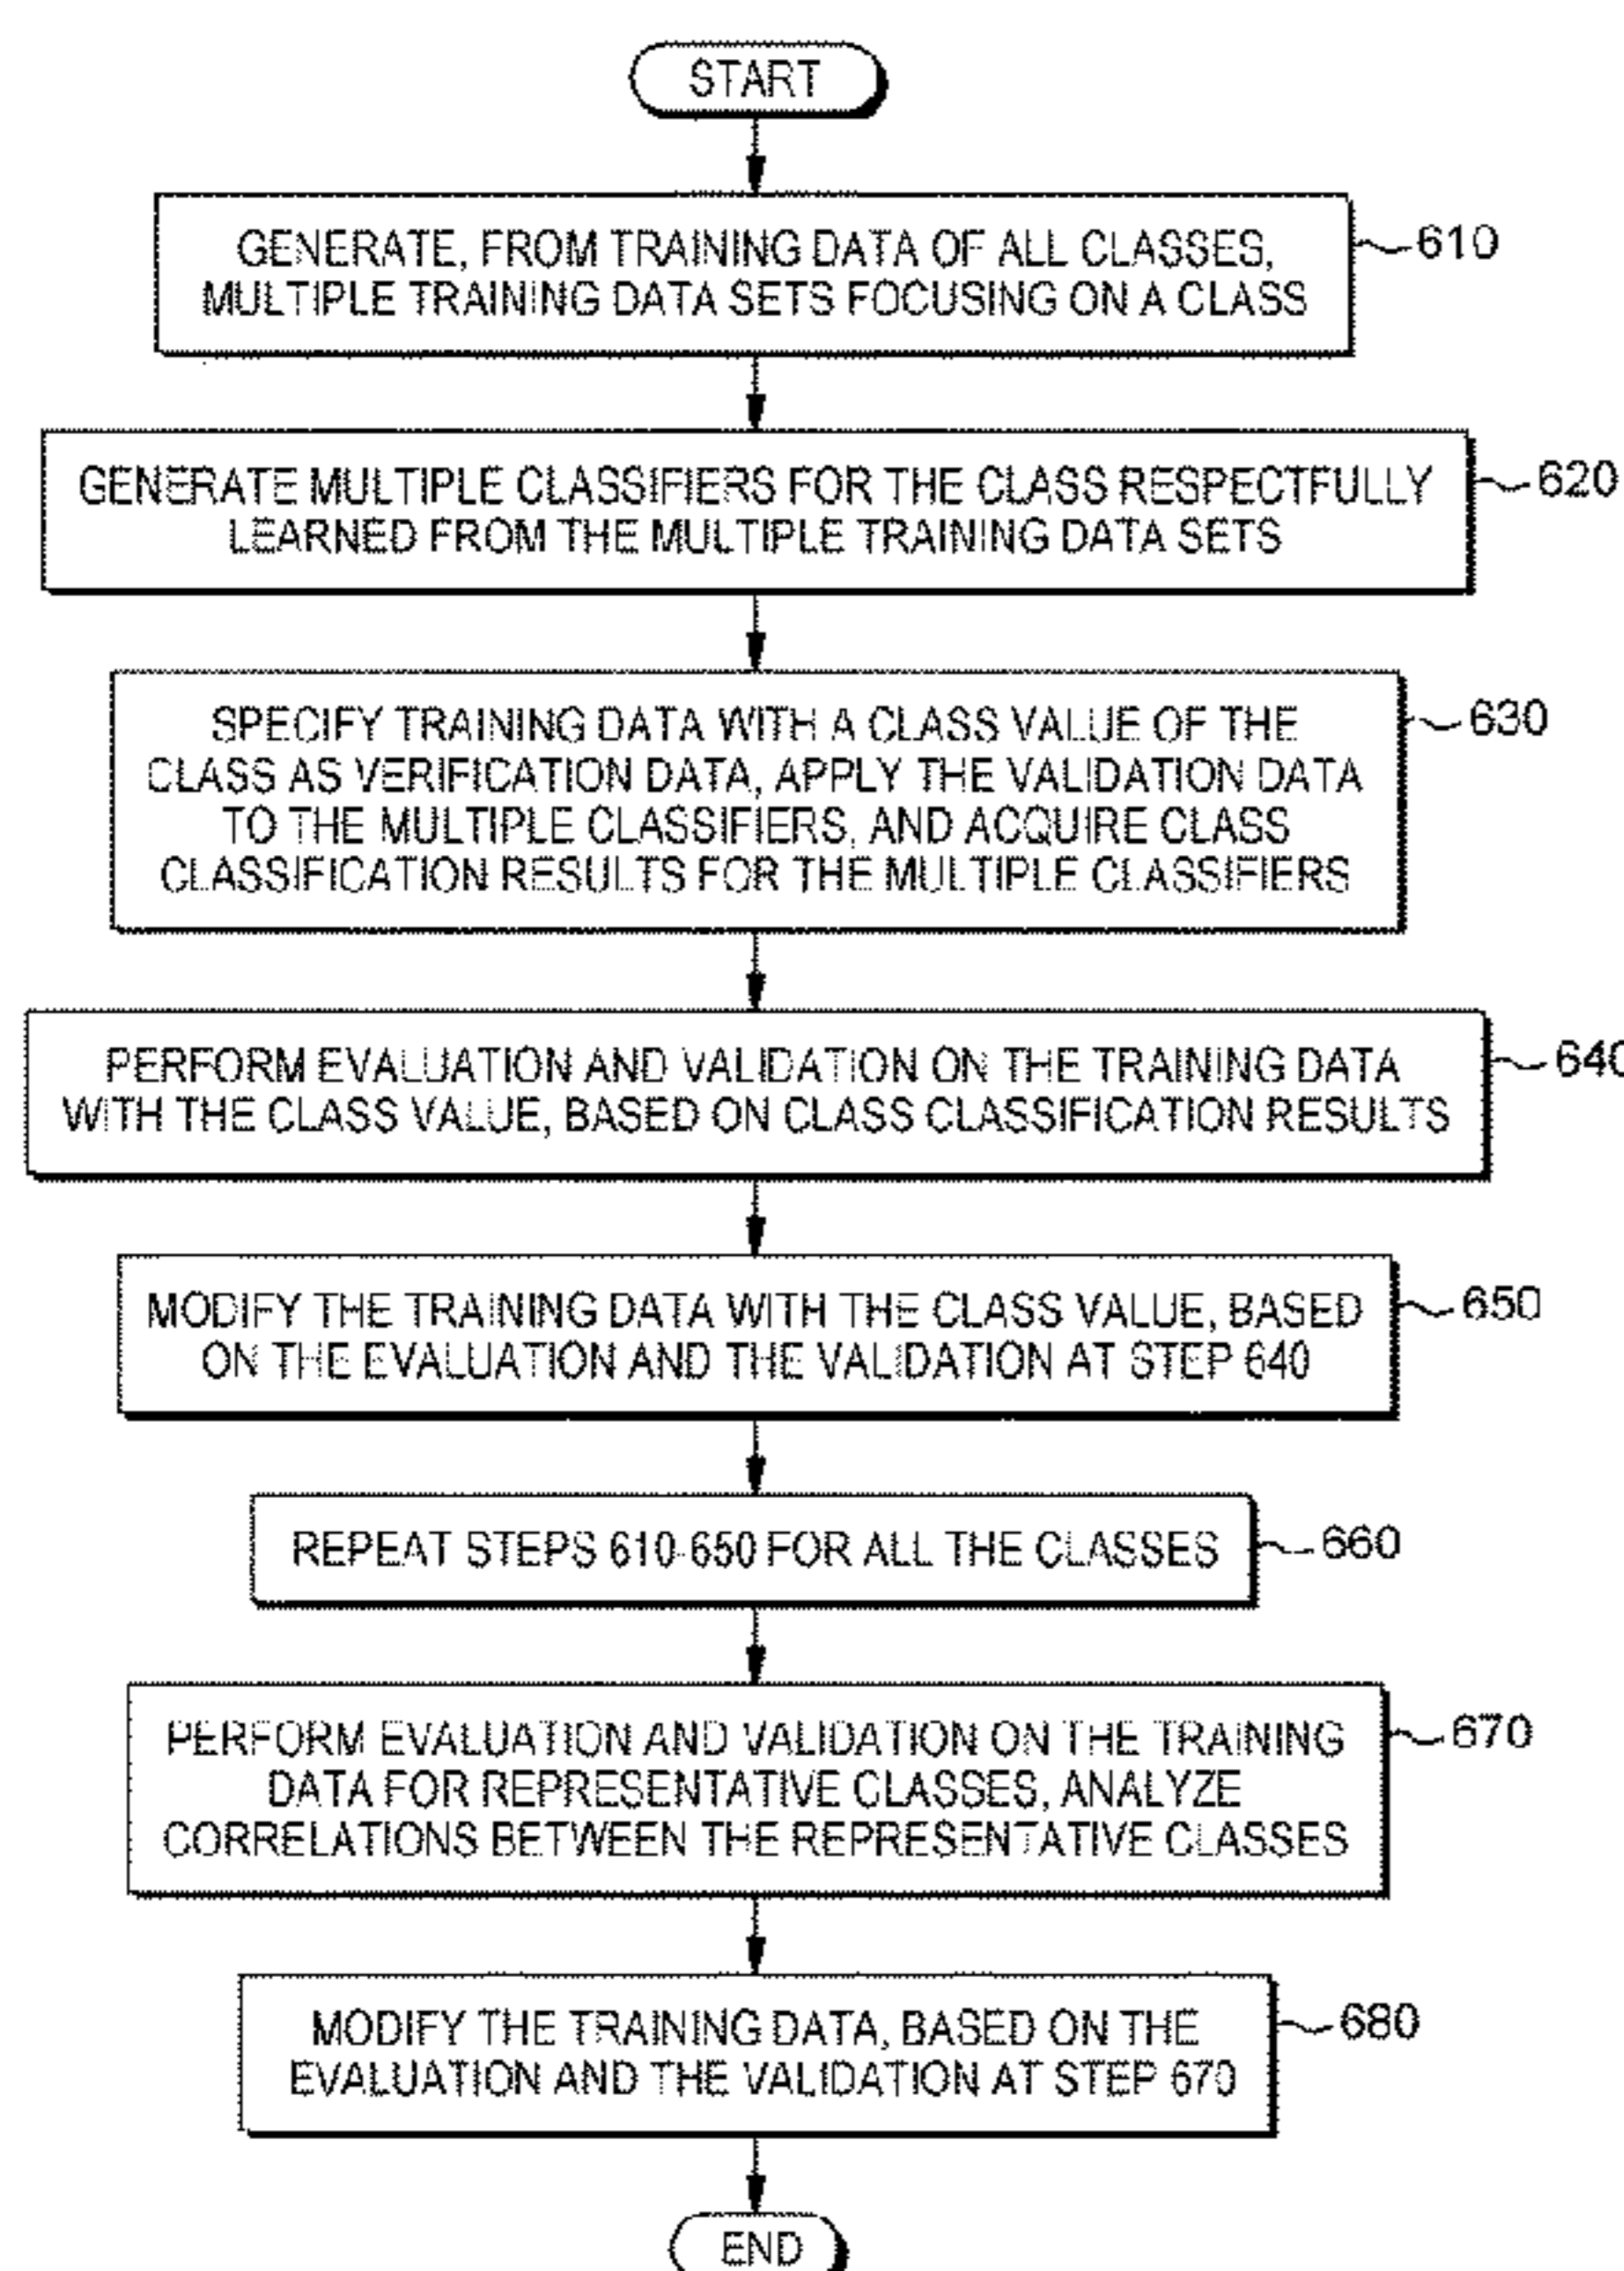 START
GENERATE, FROM TRAINING DATA OF ALL CLASSES,
MULTIPLE TRAINING DATA SETS FOCUSING ON A CLASS
610
GENERATE MULTIPLE CLASSIFIERS FOR THE CLASS RESPECTFULLY
LEARNED FROM THE MULTIPLE TRAINING DATA SETS
620
SPECIFY TRAINING DATA WITH A CLASS VALUE OF THE
CLASS AS VERIFICATION DATA, APPLY THE VALIDATION DATA
TO THE MULTIPLE CLASSIFIERS, AND ACQUIRE CLASS
CLASSIFICATION RESULTS FOR THE MULTIPLE CLASSIFIERS
630
PERFORM EVALUATION AND VALIDATION ON THE TRAINING DATA
WITH THE CLASS VALUE, BASED ON CLASS CLASSIFICATION RESULTS
640
MODIFY THE TRAINING DATA WITH THE CLASS VALUE, BASED
ON THE EVALUATION AND THE VALIDATION AT STEP 640
650
REPEAT STEPS 610-650 FOR ALL THE CLASSES
660
PERFORM EVALUATION AND VALIDATION ON THE TRAINING
DATA FOR REPRESENTATIVE CLASSES, ANALYZE
CORRELATIONS BETWEEN THE REPRESENTATIVE CLASSES
670
MODIFY THE TRAINING DATA, BASED ON THE
EVALUATION AND THE VALIDATION AT STEP 670
680
END